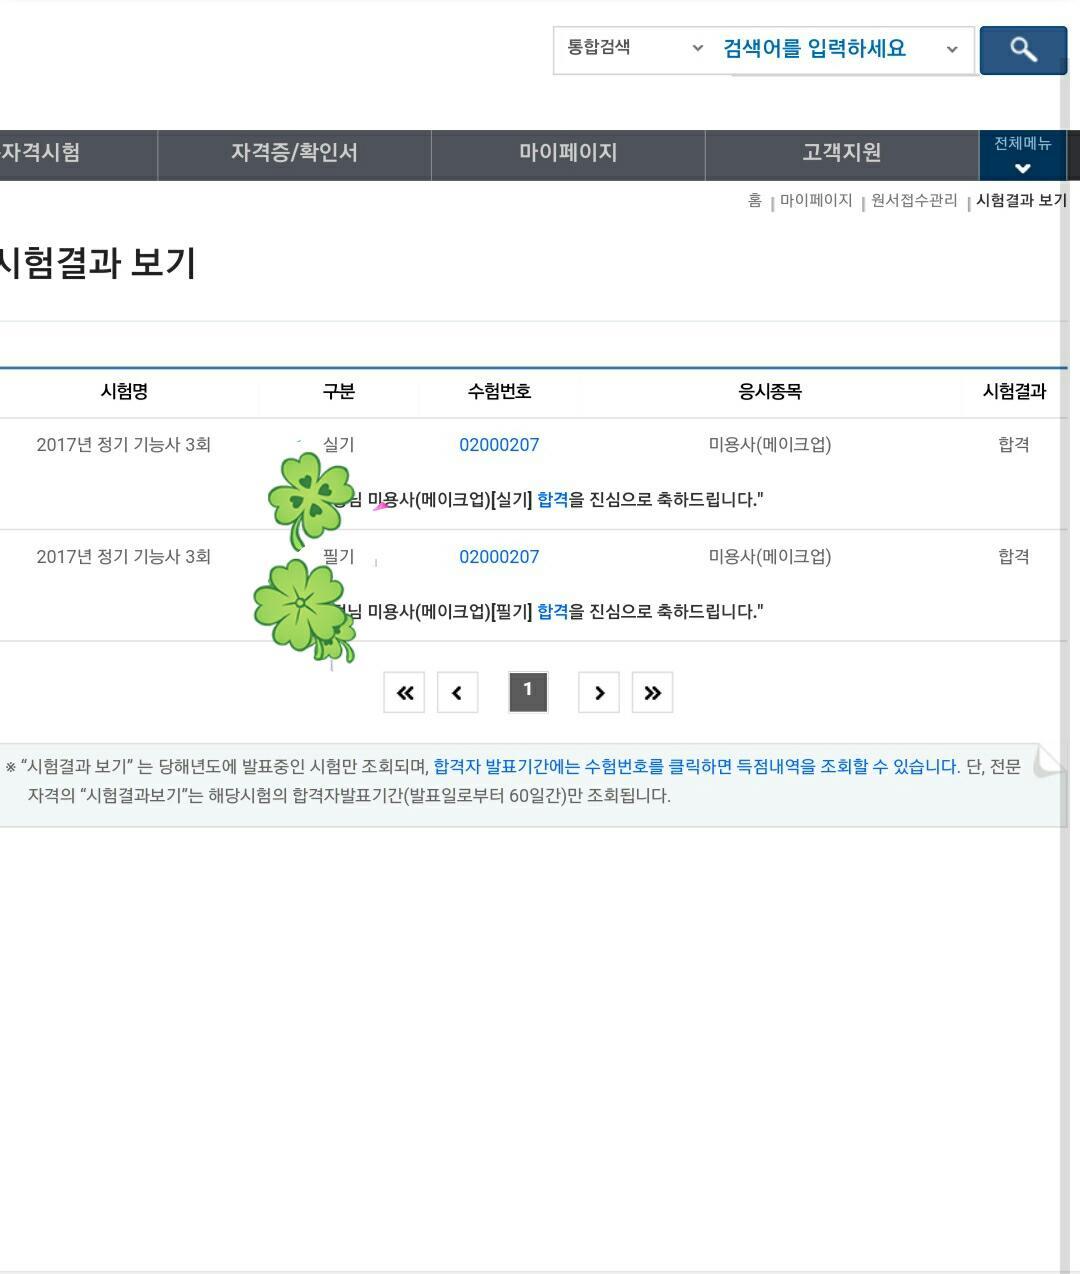 통합검색 검색어를 입력하세요
자격시험 자격증/확인서 마이페이지 고객지원 전체메뉴
홈 | 마이페이지 | 원서접수관리 | 시험결과 보기
시험결과 보기
시험명 구분 수험번호 응시종목 시험결과
2017년 정기 기능사 3회 실기 02000207 미용사(메이크업) 합격
님 미용사(메이크업)[실기] 합격을 진심으로 축하드립니다."
2017년 정기 기능사 3회 필기 02000207 미용사(메이크업) 합격
님 미용사(메이크업)[필기] 합격을 진심으로 축하드립니다."
1
※ “시험결과 보기” 는 당해년도에 발표중인 시험만 조회되며, 합격자 발표기간에는 수험번호를 클릭하면 득점내역을 조회할 수 있습니다. 단, 전문
자격의 “시험결과보기”는 해당시험의 합격자발표기간(발표일로부터 60일간)만 조회됩니다.